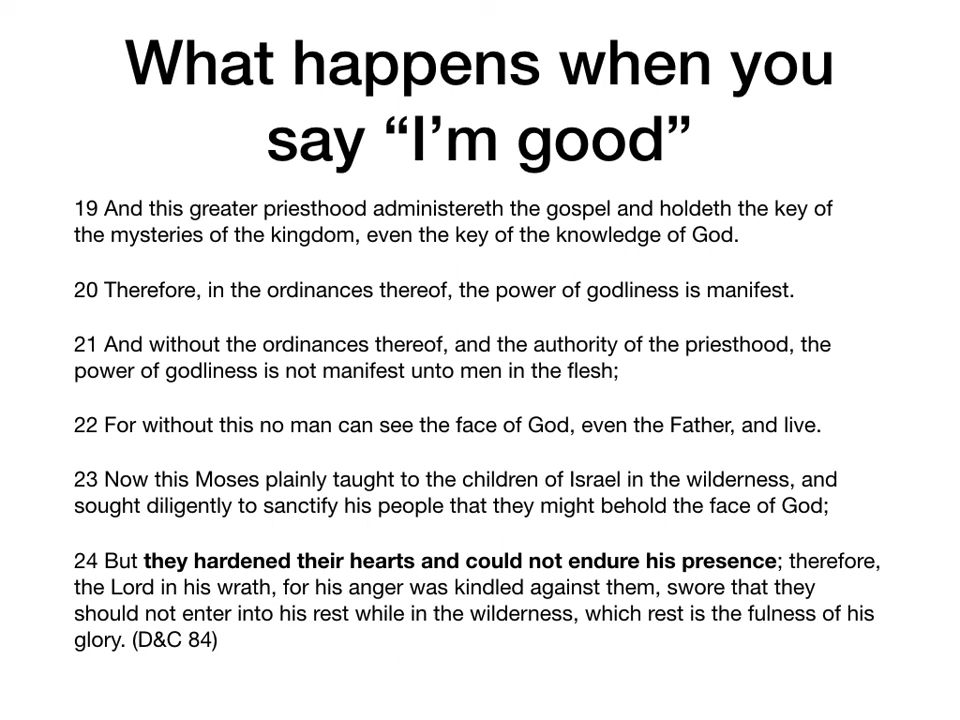 What happens when you
say “I’m good”
19 And this greater priesthood administereth the gospel and holdeth the key of
the mysteries of the kingdom, even the key of the knowledge of God.
20 Therefore, in the ordinances thereof, the power of godliness is manifest.
21 And without the ordinances thereof, and the authority of the priesthood, the
power of godliness is not manifest unto men in the flesh;
22 For without this no man can see the face of God, even the Father, and live.
23 Now this Moses plainly taught to the children of Israel in the wilderness, and
sought diligently to sanctify his people that they might behold the face of God;
24 But they hardened their hearts and could not endure his presence; therefore,
the Lord in his wrath, for his anger was kindled against them, swore that they
should not enter into his rest while in the wilderness, which rest is the fulness of his
glory. (D&C 84)